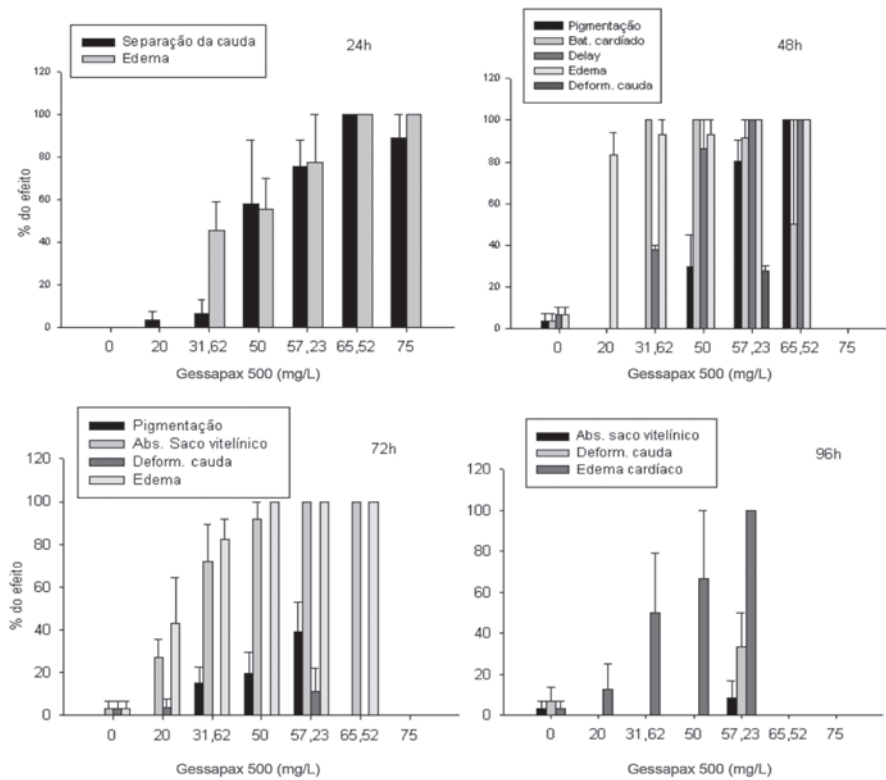 Separação da cauda
Edema
24h
% do efeito
120
100
80
60
40
20
0
0 20 31,62 50 57,23 65,52 75
Gessapax 500 (mg/L)
Pigmentação
Bat. cardíado
Delay
Edema
Deform. cauda
48h
120
100
80
60
40
20
0
0 20 31,62 50 57,23 65,52 75
Gessapax 500 (mg/L)
Pigmentação
Abs. Saco vitelínico
Deform. cauda
Edema
72h
% do efeito
120
100
80
60
40
20
0
0 20 31,62 50 57,23 65,52 75
Gessapax 500 (mg/L)
Abs. saco vitelínico
Deform. cauda
Edema cardíaco
96h
120
100
80
60
40
20
0
0 20 31,62 50 57,23 65,52 75
Gessapax 500 (mg/L)